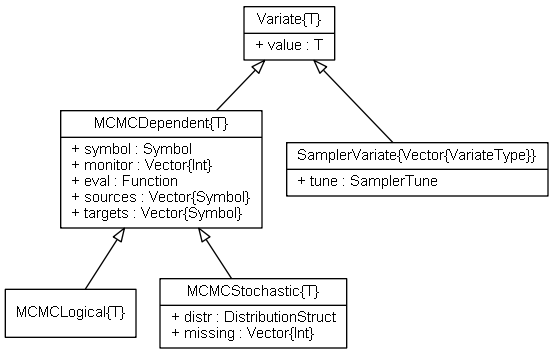 Variate{T}
+ value : T
MCMCDependent{T}
+ symbol : Symbol
+ monitor : Vector{Int}
+ eval : Function
+ sources : Vector{Symbol}
+ targets : Vector{Symbol}
SamplerVariate{Vector{VariateType}}
+ tune : SamplerTune
MCMCLogical{T}
MCMCStochastic{T}
+ distr : DistributionStruct
+ missing : Vector{Int}